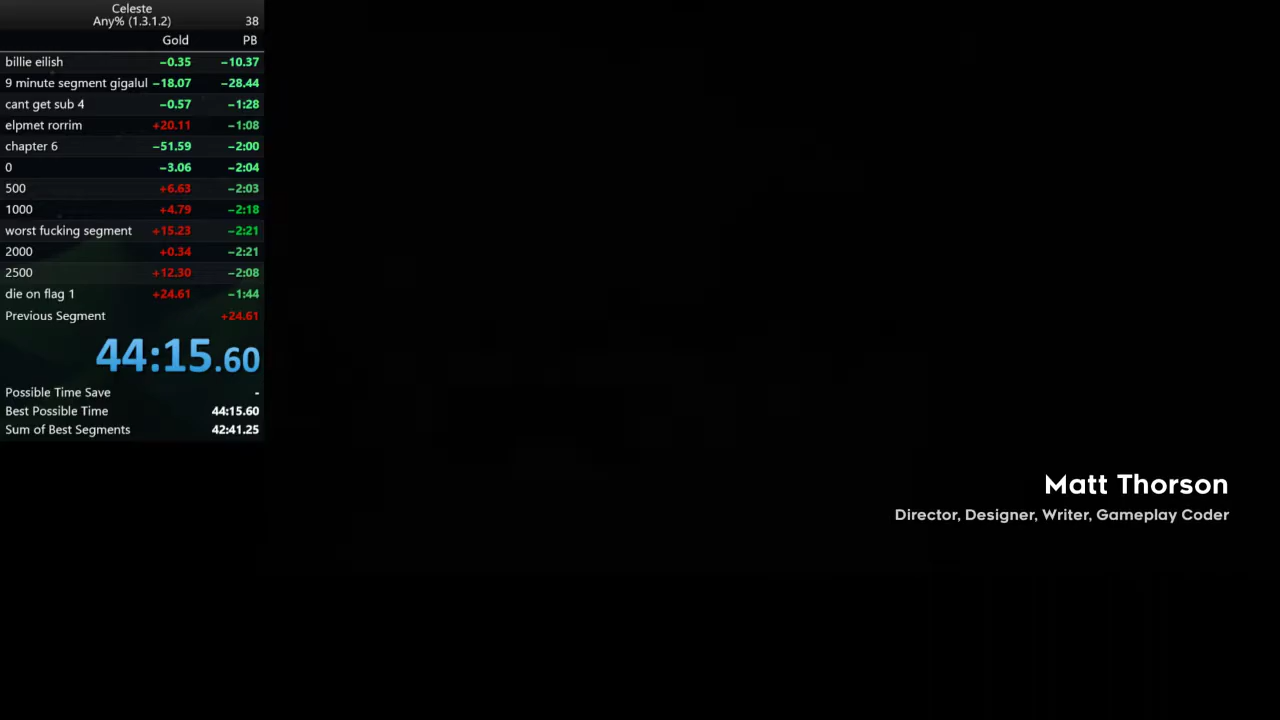 Celeste
Any% (1.3.1.2) 38
Gold PB
billie eilish −0.35 −10.37
9 minute segment gigalul −18.07 −28.44
cant get sub 4 −0.57 −1:28
elpmet rorrim +20.11 −1:08
chapter 6 −51.59 −2:00
0 −3.06 −2:04
500 +6.63 −2:03
1000 +4.79 −2:18
worst fucking segment +15.23 −2:21
2000 +0.34 −2:21
2500 +12.30 −2:08
die on flag 1 +24.61 −1:44
Previous Segment +24.61
44:15.60
Possible Time Save -
Best Possible Time 44:15.60
Sum of Best Segments 42:41.25
Matt Thorson
Director, Designer, Writer, Gameplay Coder